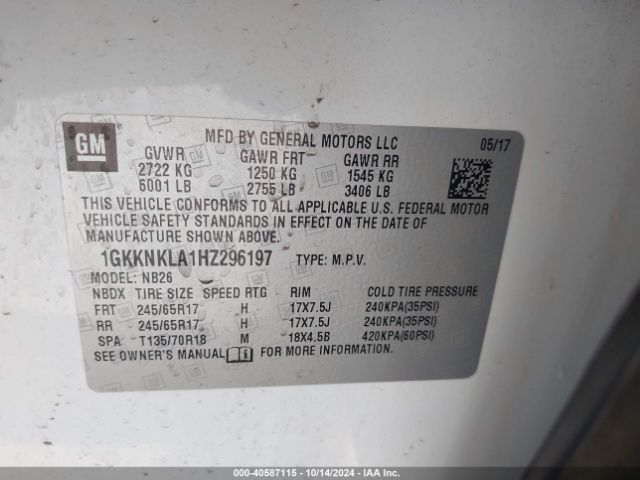 GM
MFD BY GENERAL MOTORS LLC 05/17
GVWR GAWR FRT GAWR RR
2722 KG 1250 KG 1545 KG
6001 LB 2755 LB 3406 LB
THIS VEHICLE CONFORMS TO ALL APPLICABLE U.S. FEDERAL MOTOR
VEHICLE SAFETY STANDARDS IN EFFECT ON THE DATE OF
MANUFACTURE SHOWN ABOVE.
1GKKNKLA1HZ296197 TYPE: M.P.V.
MODEL: NB26
NBDX TIRE SIZE SPEED RTG RIM COLD TIRE PRESSURE
FRT 245/65R17 H 17X7.5J 240KPA(35PSI)
RR 245/65R17 H 17X7.5J 240KPA(35PSI)
SPA T135/70R18 M 18X4.5B 420KPA(60PSI)
SEE OWNER'S MANUAL FOR MORE INFORMATION.
000-40587115 - 10/14/2024 - IAA Inc.